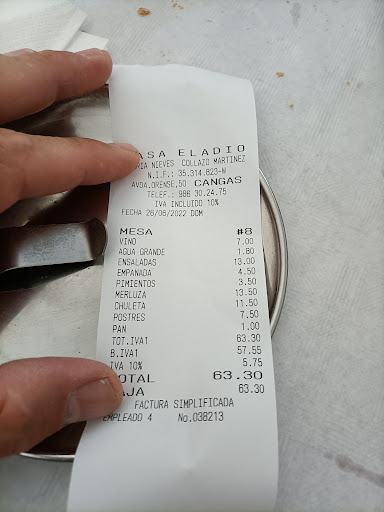 ASA ELADIO
RIA NIEVES COLLAZO MARTINEZ
N.I.F.: 35.314.823-W
AVDA.ORENSE,50 CANGAS
TELEF.: 986 30.24.75
IVA INCLUIDO 10%
FECHA 26/06/2022 DOM
MESA #8
VINO 7.00
AGUA GRANDE 1.80
ENSALADAS 13.00
EMPANADA 4.50
PIMIENTOS 3.50
MERLUZA 13.50
CHULETA 11.50
POSTRES 7.50
PAN 1.00
TOT.IVA1 63.30
B.IVA1 57.55
IVA 10% 5.75
TOTAL 63.30
AJA 63.30
FACTURA SIMPLIFICADA
EMPLEADO 4 No.038213